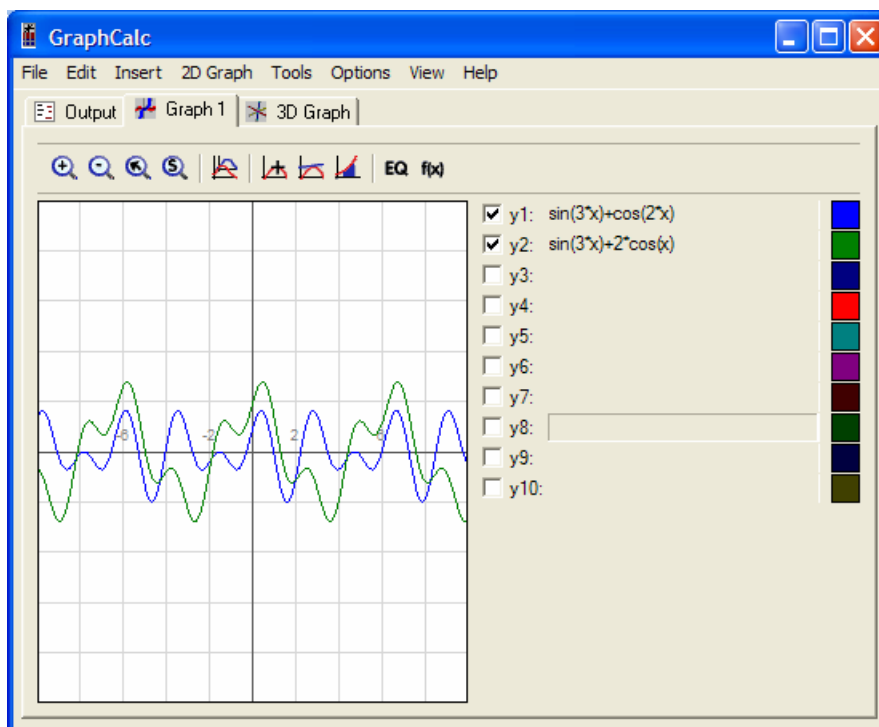 GraphCalc
File Edit Insert 2D Graph Tools Options View Help
Output Graph 1 3D Graph
S EQ f(x)
y1: sin(3*x)+cos(2*x)
y2: sin(3*x)+2*cos(x)
y3:
y4:
y5:
y6:
y7:
y8:
y9:
y10:
-6 -2 2 6